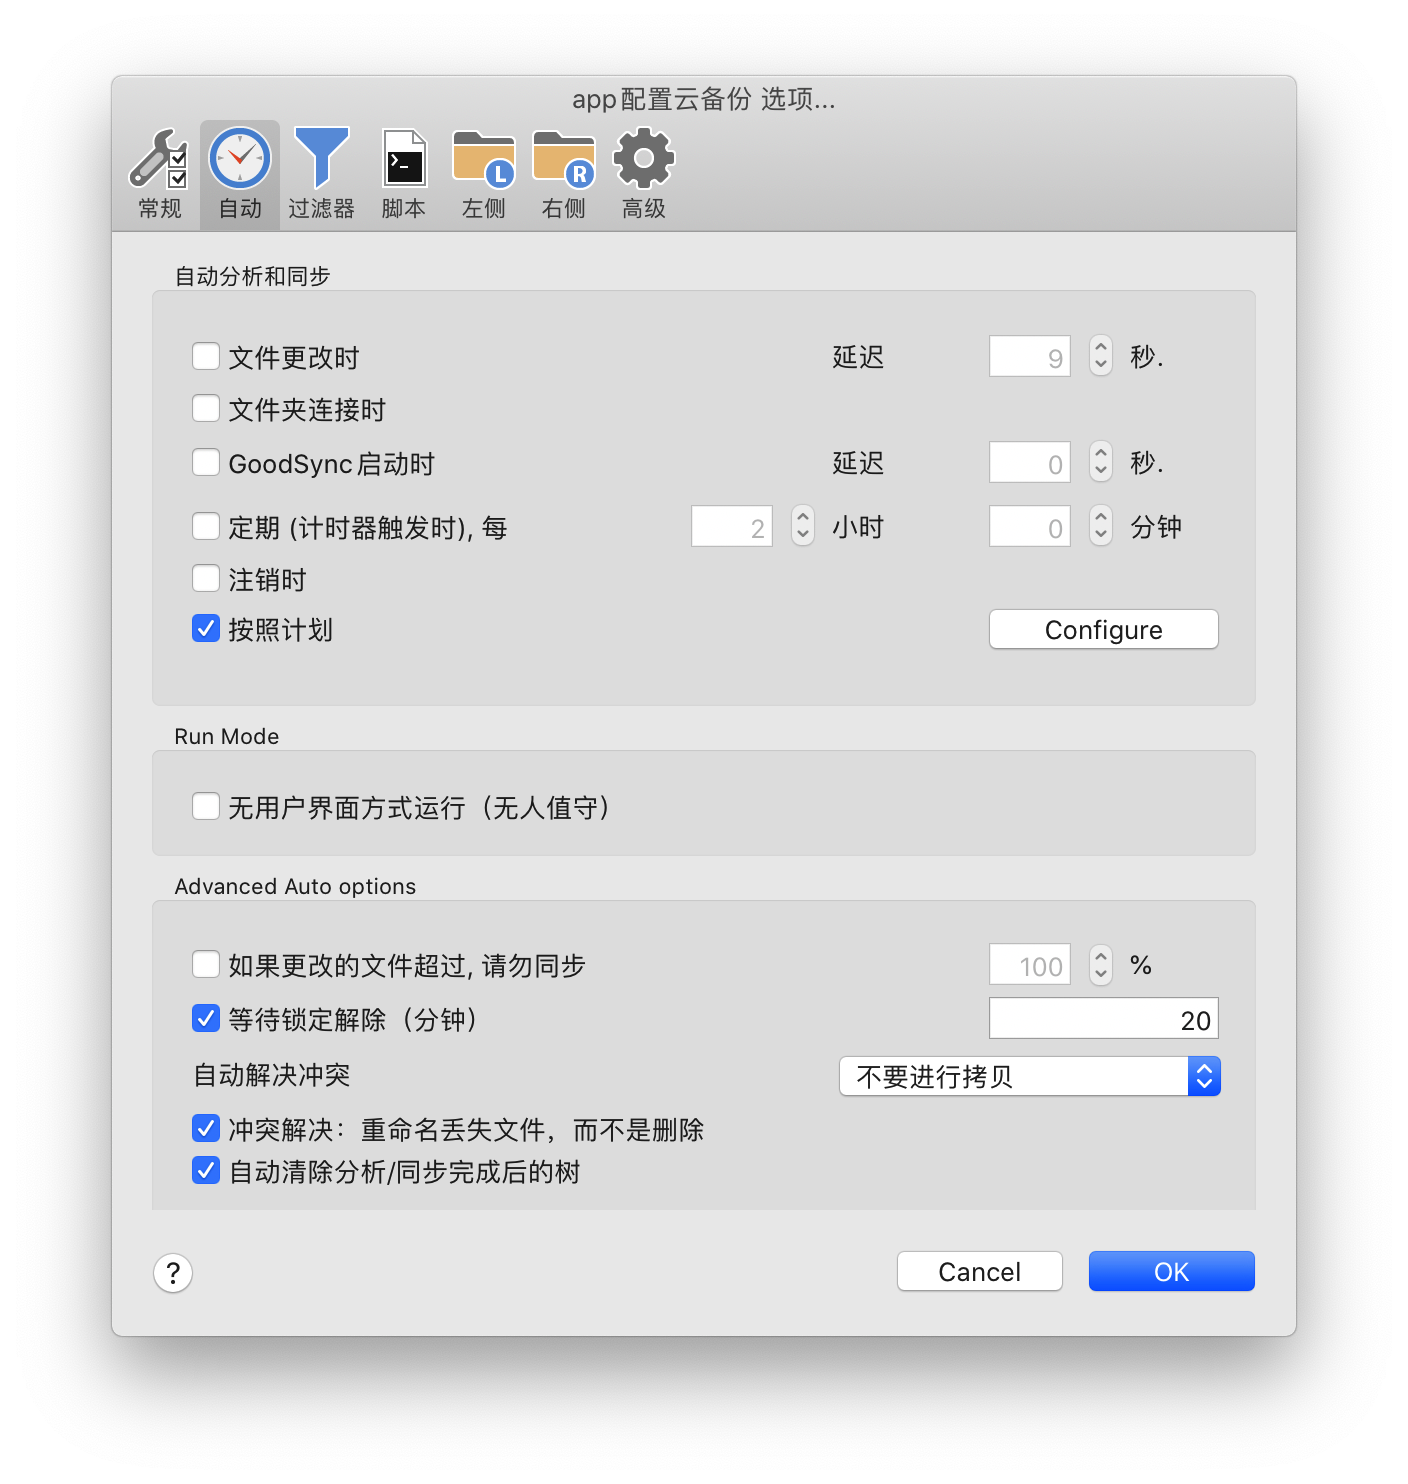 app配置云备份 选项...
常规 自动 过滤器 脚本 L 左侧 R 右侧 高级
自动分析和同步
文件更改时 延迟 9 秒.
文件夹连接时
GoodSync启动时 延迟 0 秒.
定期 (计时器触发时), 每 2 小时 0 分钟
注销时
按照计划 Configure
Run Mode
无用户界面方式运行（无人值守）
Advanced Auto options
如果更改的文件超过, 请勿同步 100 %
等待锁定解除（分钟） 20
自动解决冲突 不要进行拷贝
冲突解决：重命名丢失文件，而不是删除
自动清除分析/同步完成后的树
? Cancel OK